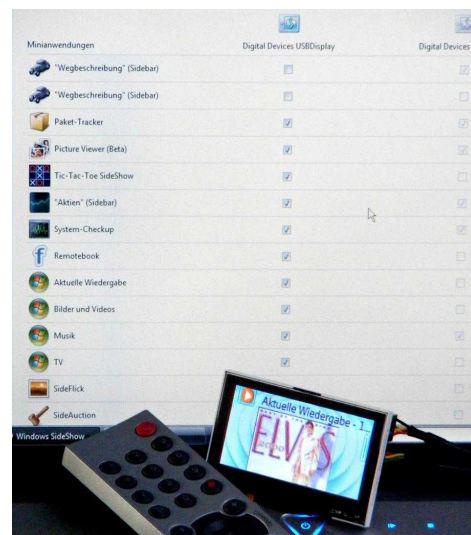 Minianwendungen Digital Devices USBDisplay Digital Devices
"Wegbeschreibung" (Sidebar)
"Wegbeschreibung" (Sidebar)
Paket-Tracker
Picture Viewer (Beta)
Tic-Tac-Toe SideShow
"Aktien" (Sidebar)
System-Checkup
Remotebook
Aktuelle Wiedergabe
Bilder und Videos
Musik
TV
SideFlick
SideAuction
Windows SideShow
Aktuelle Wiedergabe - 1...
ELVIS